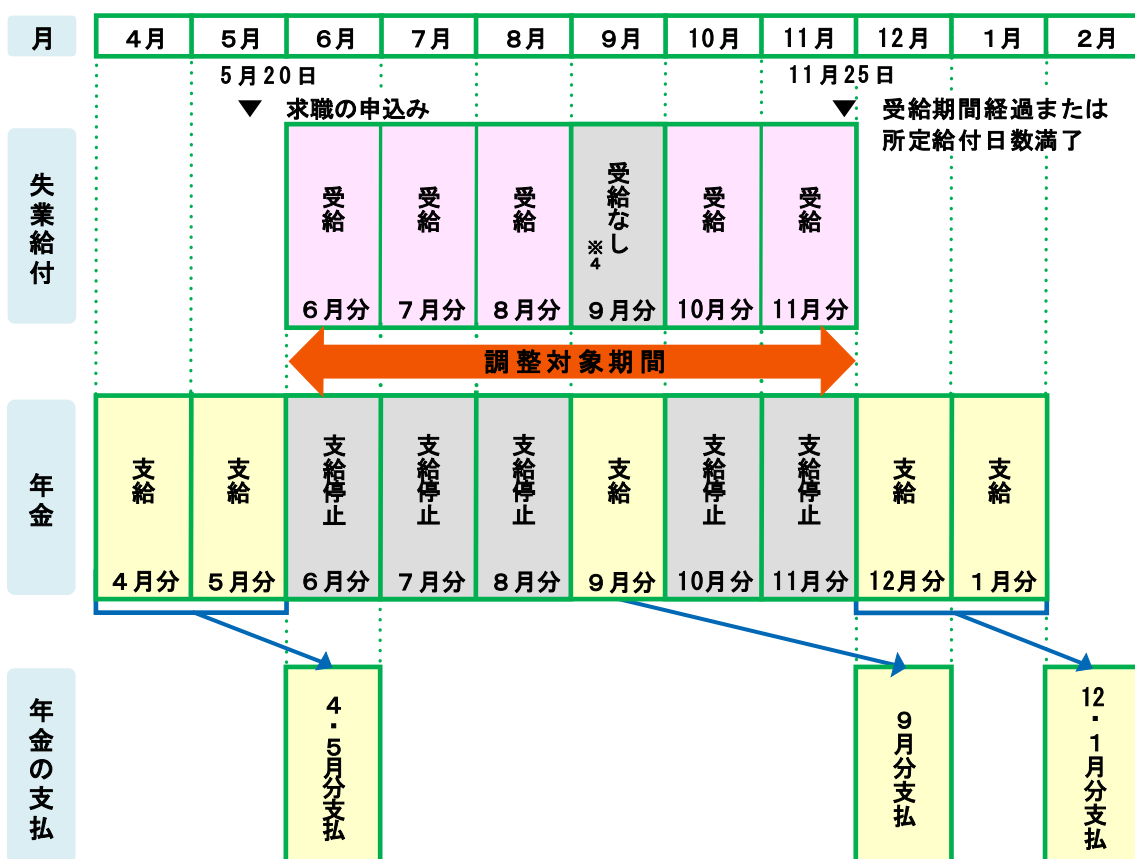 月 ４月 ５月 ６月 ７月 ８月 ９月 10月 11月 12月 １月 ２月
５月20日
求職の申込み
11月25日
受給期間経過または
所定給付日数満了
失業給付
受給 受給 受給 受給なし ※４ 受給 受給
６月分 ７月分 ８月分 ９月分 10月分 11月分
調整対象期間
年金
支給 支給 支給停止 支給停止 支給停止 支給 支給停止 支給停止 支給 支給
４月分 ５月分 ６月分 ７月分 ８月分 ９月分 10月分 11月分 12月分 １月分
年金の支払
４・５月分支払
９月分支払
12・１月分支払